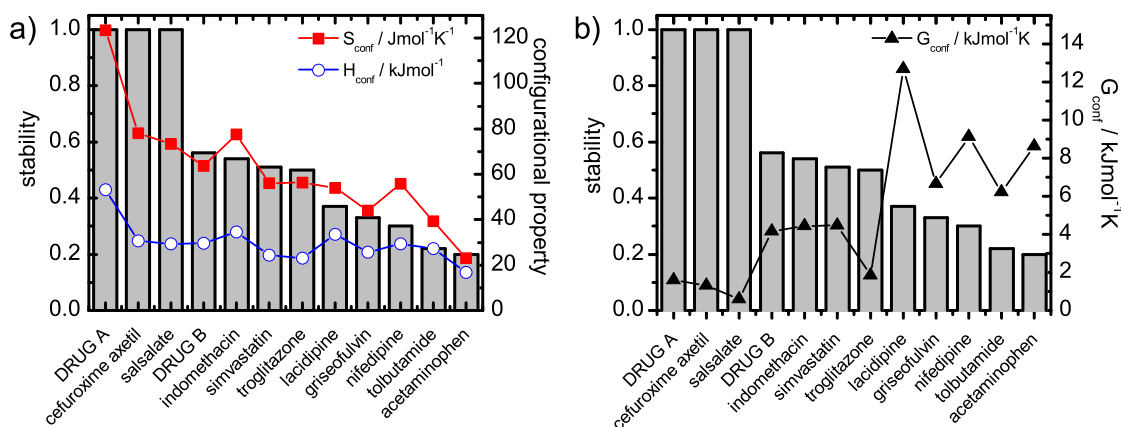 a)
1.0
0.8
0.6
0.4
0.2
0.0
stability
S_conf / Jmol⁻¹K⁻¹
H_conf / kJmol⁻¹
120
100
80
60
40
20
0
configurational property
DRUG A
cefuroxime axetil
salsalate
DRUG B
indomethacin
simvastatin
troglitazone
lacidipine
griseofulvin
nifedipine
tolbutamide
acetaminophen
b)
1.0
0.8
0.6
0.4
0.2
0.0
stability
G_conf / kJmol⁻¹K
14
12
10
8
6
4
2
0
G_conf / kJmol⁻¹K
DRUG A
cefuroxime axetil
salsalate
DRUG B
indomethacin
simvastatin
troglitazone
lacidipine
griseofulvin
nifedipine
tolbutamide
acetaminophen